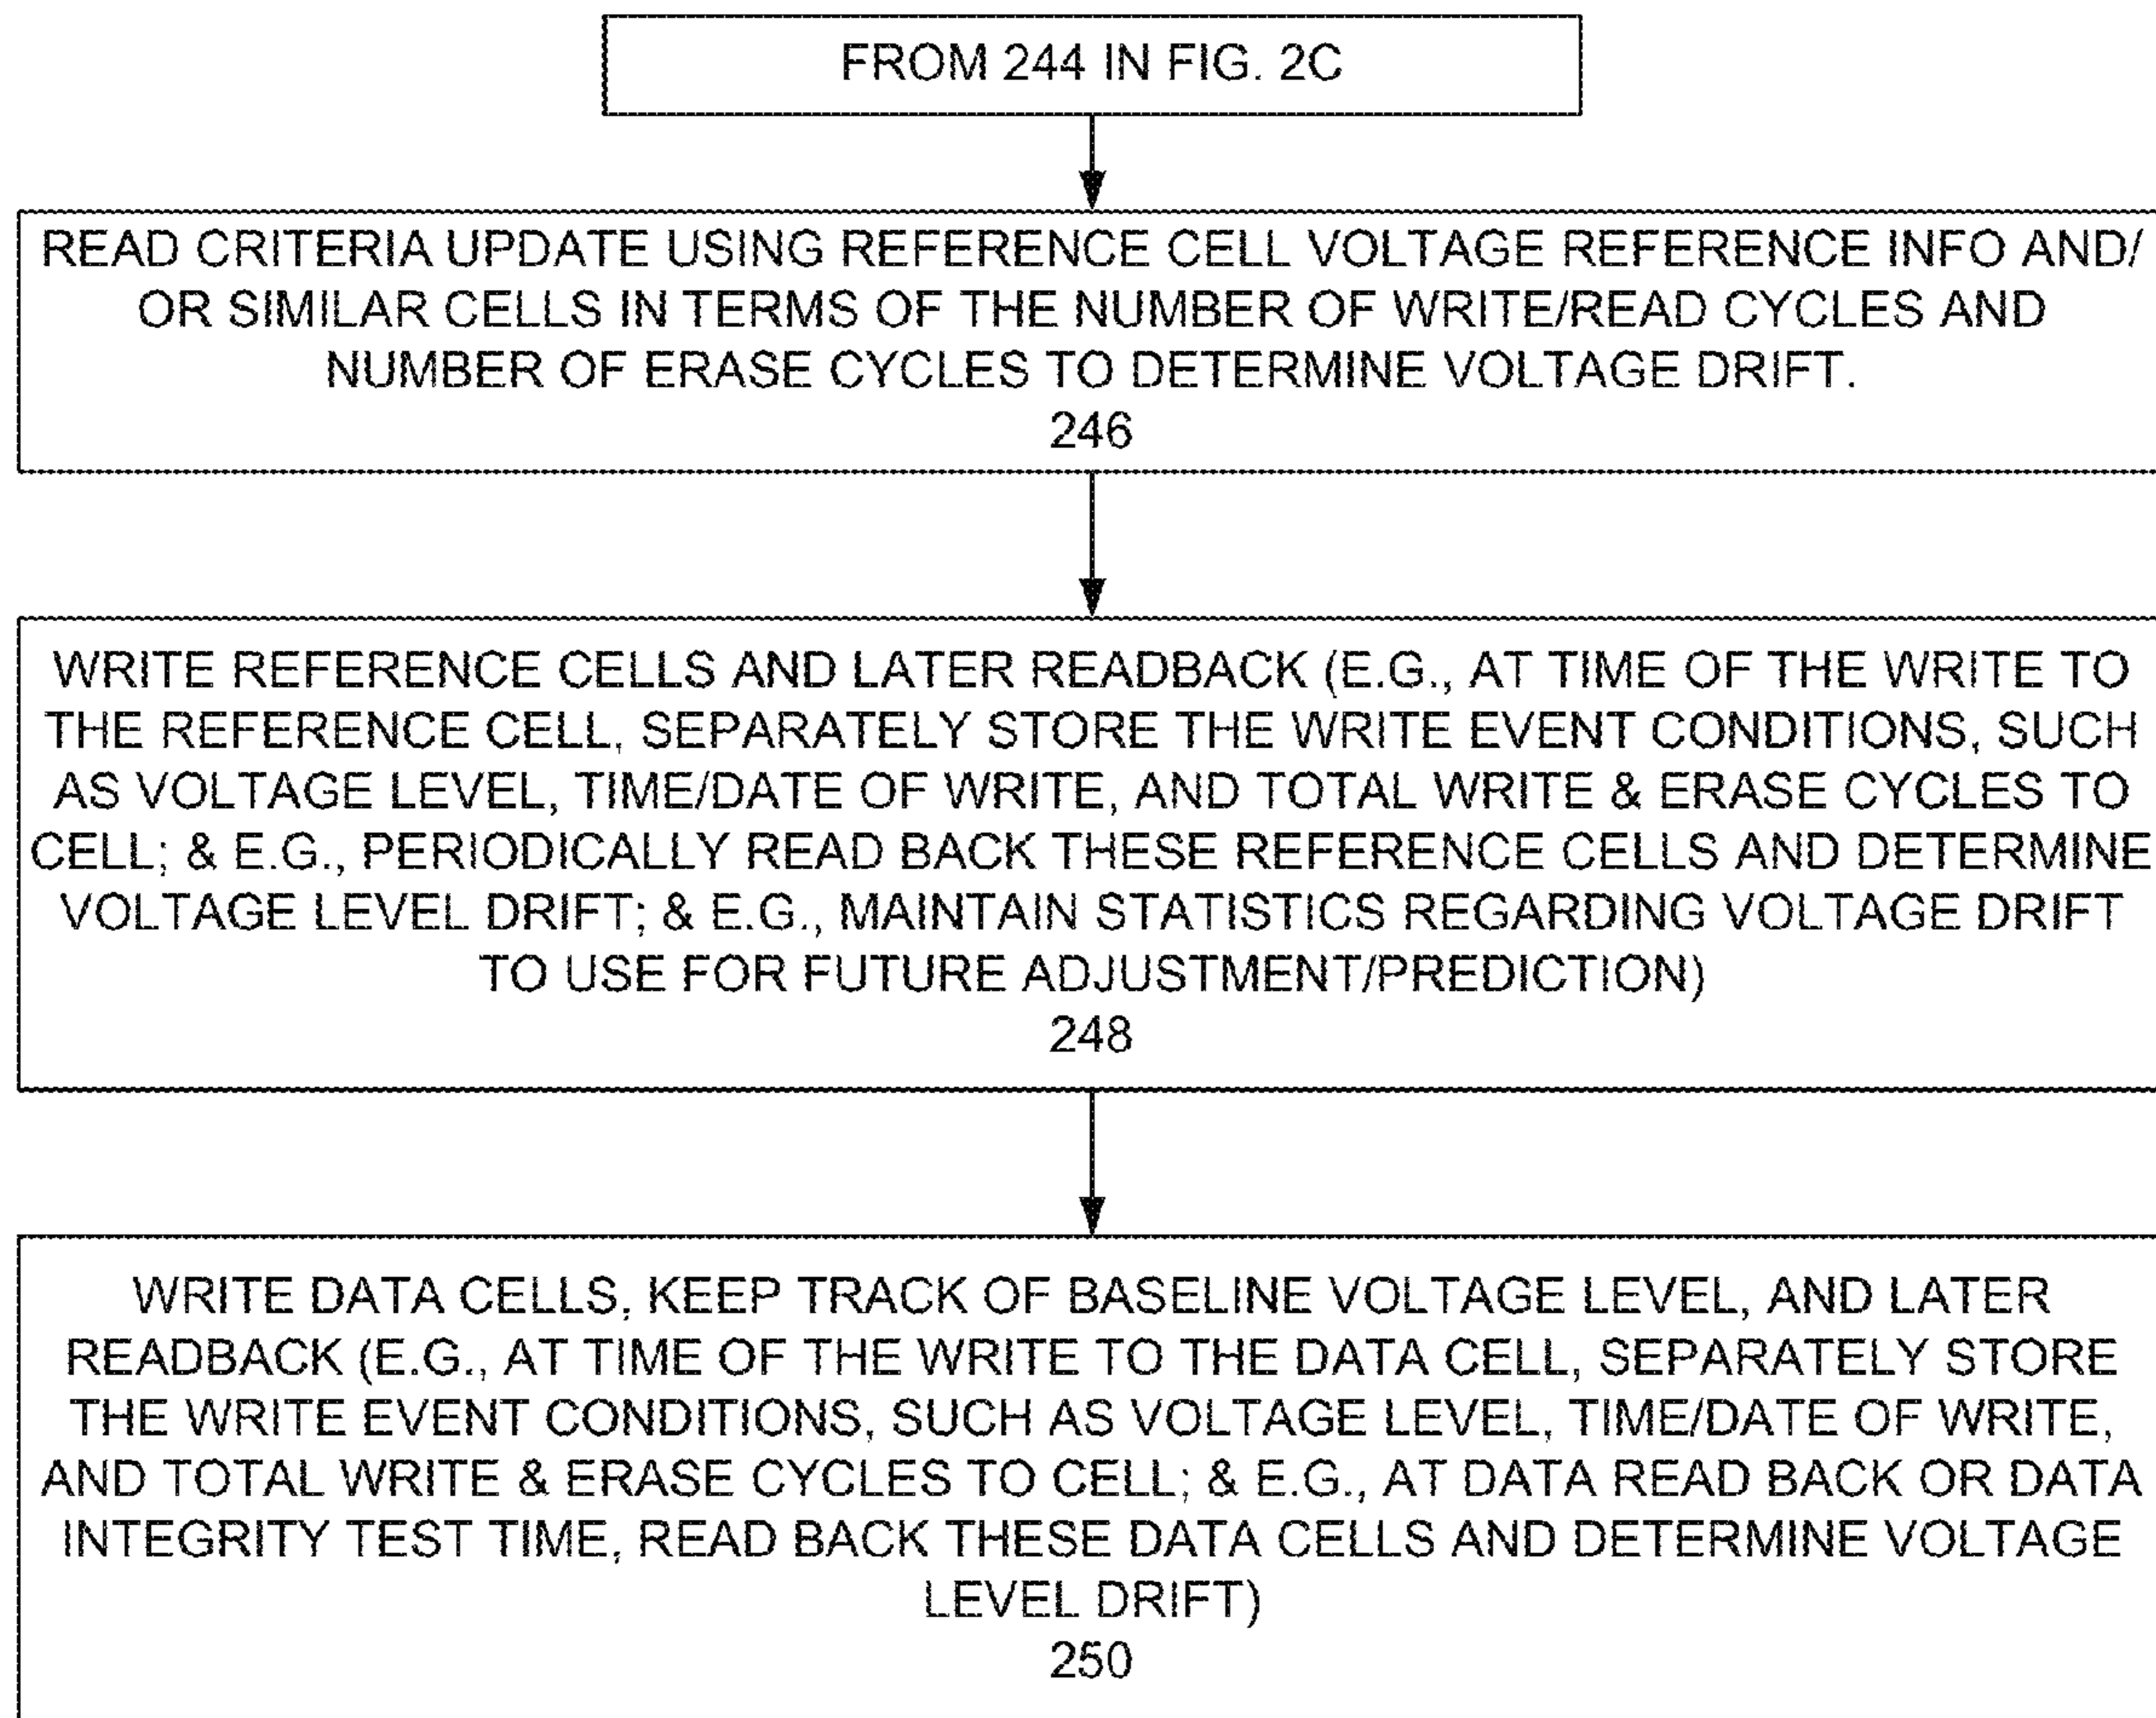 FROM 244 IN FIG. 2C
READ CRITERIA UPDATE USING REFERENCE CELL VOLTAGE REFERENCE INFO AND/
OR SIMILAR CELLS IN TERMS OF THE NUMBER OF WRITE/READ CYCLES AND
NUMBER OF ERASE CYCLES TO DETERMINE VOLTAGE DRIFT.
246
WRITE REFERENCE CELLS AND LATER READBACK (E.G., AT TIME OF THE WRITE TO
THE REFERENCE CELL, SEPARATELY STORE THE WRITE EVENT CONDITIONS, SUCH
AS VOLTAGE LEVEL, TIME/DATE OF WRITE, AND TOTAL WRITE & ERASE CYCLES TO
CELL; & E.G., PERIODICALLY READ BACK THESE REFERENCE CELLS AND DETERMINE
VOLTAGE LEVEL DRIFT; & E.G., MAINTAIN STATISTICS REGARDING VOLTAGE DRIFT
TO USE FOR FUTURE ADJUSTMENT/PREDICTION)
248
WRITE DATA CELLS, KEEP TRACK OF BASELINE VOLTAGE LEVEL, AND LATER
READBACK (E.G., AT TIME OF THE WRITE TO THE DATA CELL, SEPARATELY STORE
THE WRITE EVENT CONDITIONS, SUCH AS VOLTAGE LEVEL, TIME/DATE OF WRITE,
AND TOTAL WRITE & ERASE CYCLES TO CELL; & E.G., AT DATA READ BACK OR DATA
INTEGRITY TEST TIME, READ BACK THESE DATA CELLS AND DETERMINE VOLTAGE
LEVEL DRIFT)
250